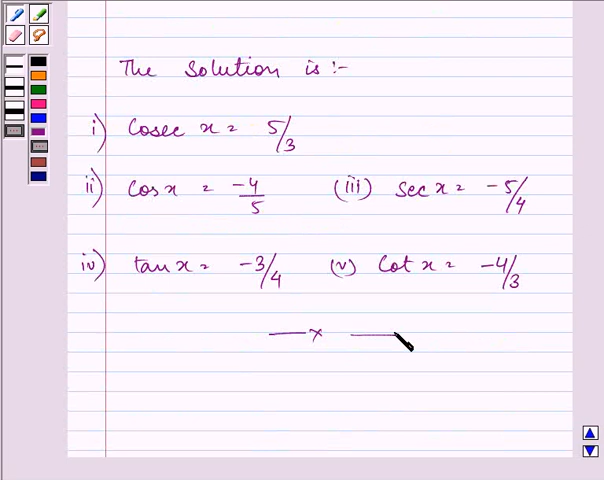 The Solution is :-
i) Cosec x = 5/3
ii) Cos x = -4/5 (iii) Sec x = -5/4
iv) tan x = -3/4 (v) Cot x = -4/3
—x—